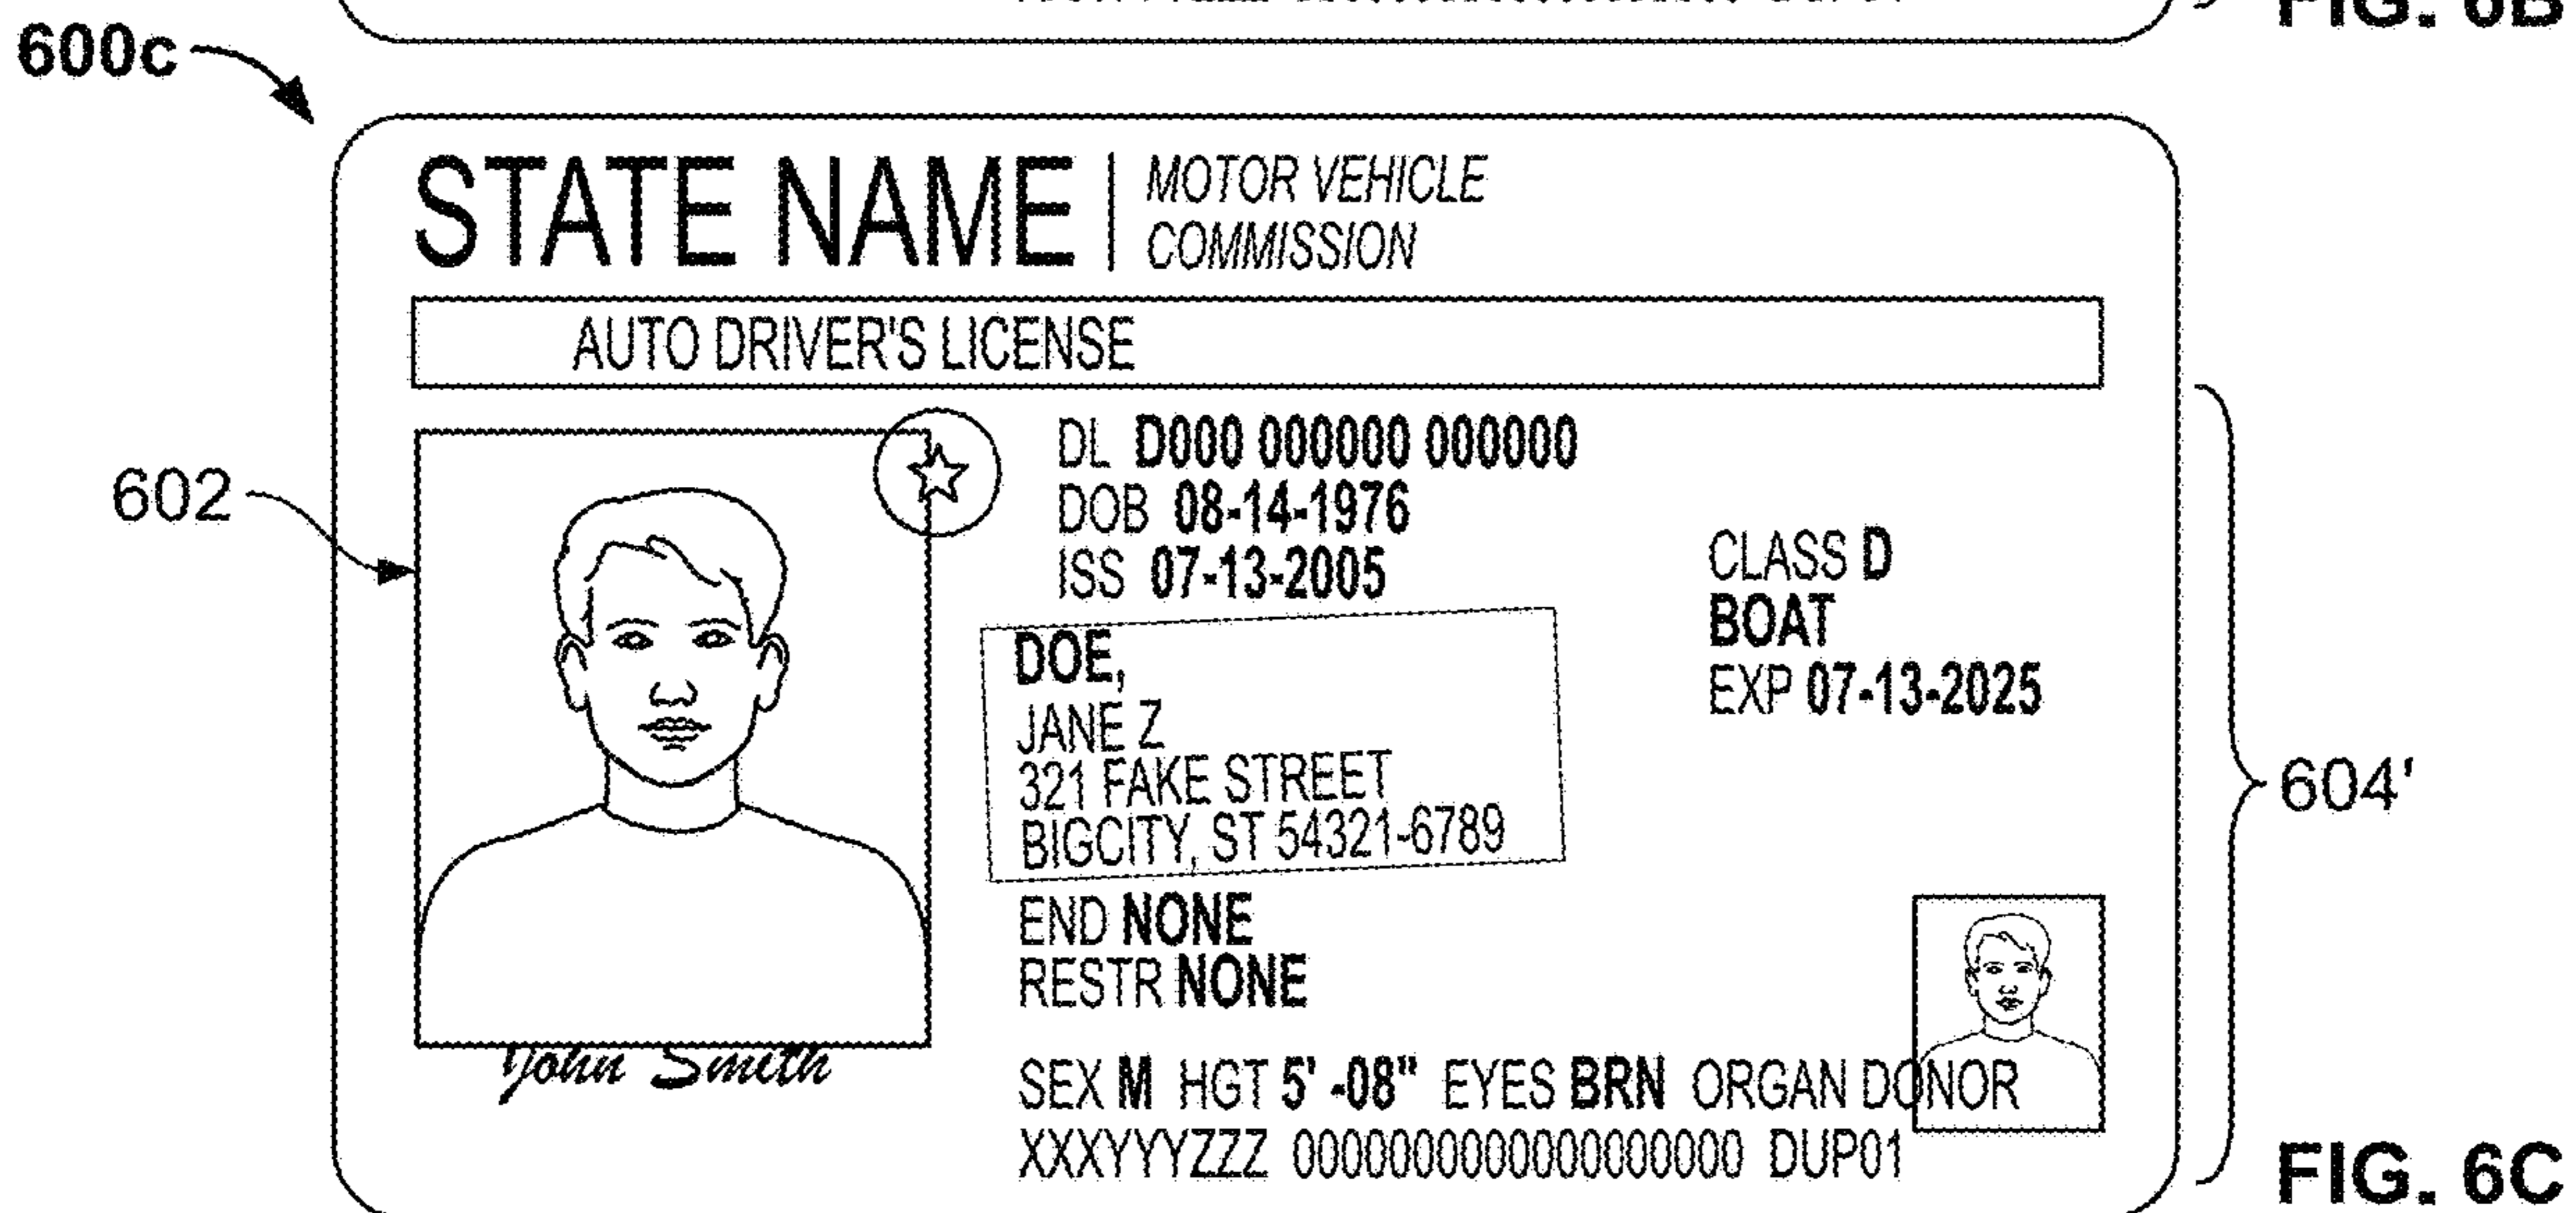 FIG. 6B
600c
STATE NAME
MOTOR VEHICLE
COMMISSION
AUTO DRIVER'S LICENSE
602
DL D000 000000 000000
DOB 08-14-1976
ISS 07-13-2005
CLASS D
BOAT
EXP 07-13-2025
DOE,
JANE Z
321 FAKE STREET
BIGCITY, ST 54321-6789
604'
END NONE
RESTR NONE
John Smith
SEX M HGT 5' -08" EYES BRN ORGAN DONOR
XXXYYYZZZ 0000000000000000000 DUP01
FIG. 6C